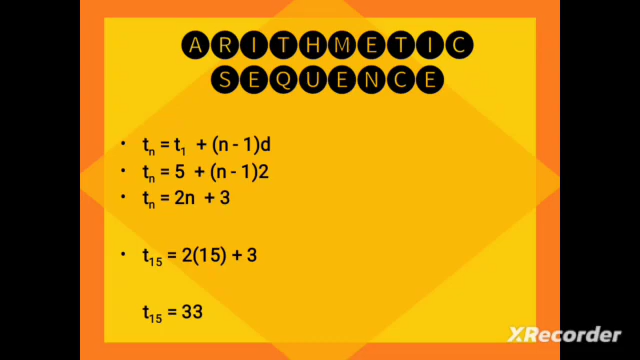 ARITHMETIC
SEQUENCE
• tₙ = t₁ + (n - 1)d
• tₙ = 5 + (n - 1)2
• tₙ = 2n + 3
• t₁₅ = 2(15) + 3
t₁₅ = 33
XRecorder